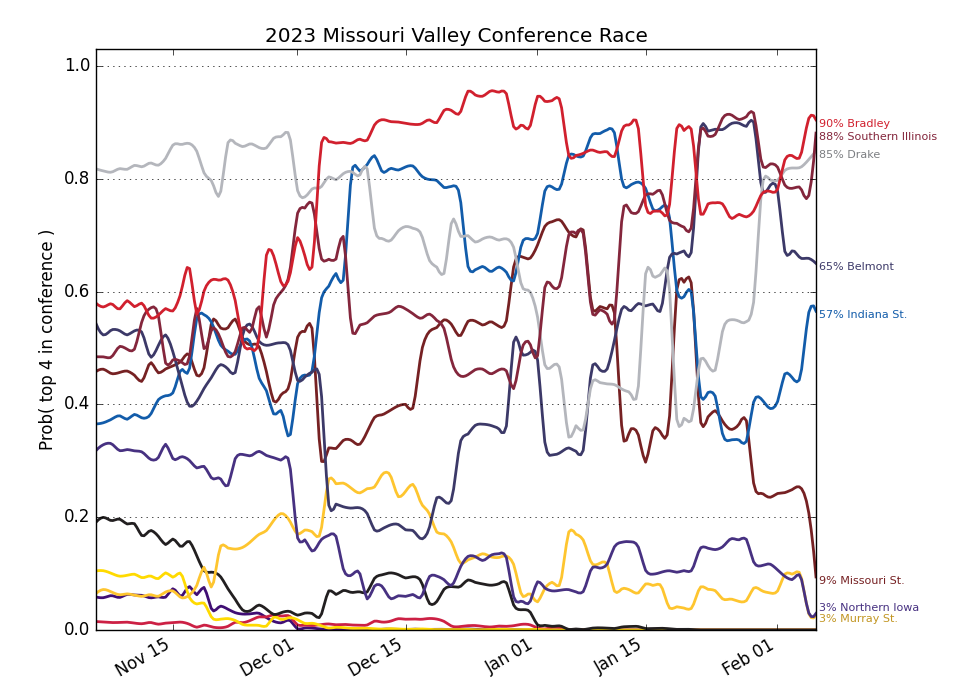 2023 Missouri Valley Conference Race
Prob( top 4 in conference )
1.0
0.8
0.6
0.4
0.2
0.0
Nov 15
Dec 01
Dec 15
Jan 01
Jan 15
Feb 01
90% Bradley
88% Southern Illinois
85% Drake
65% Belmont
57% Indiana St.
9% Missouri St.
3% Northern Iowa
3% Murray St.